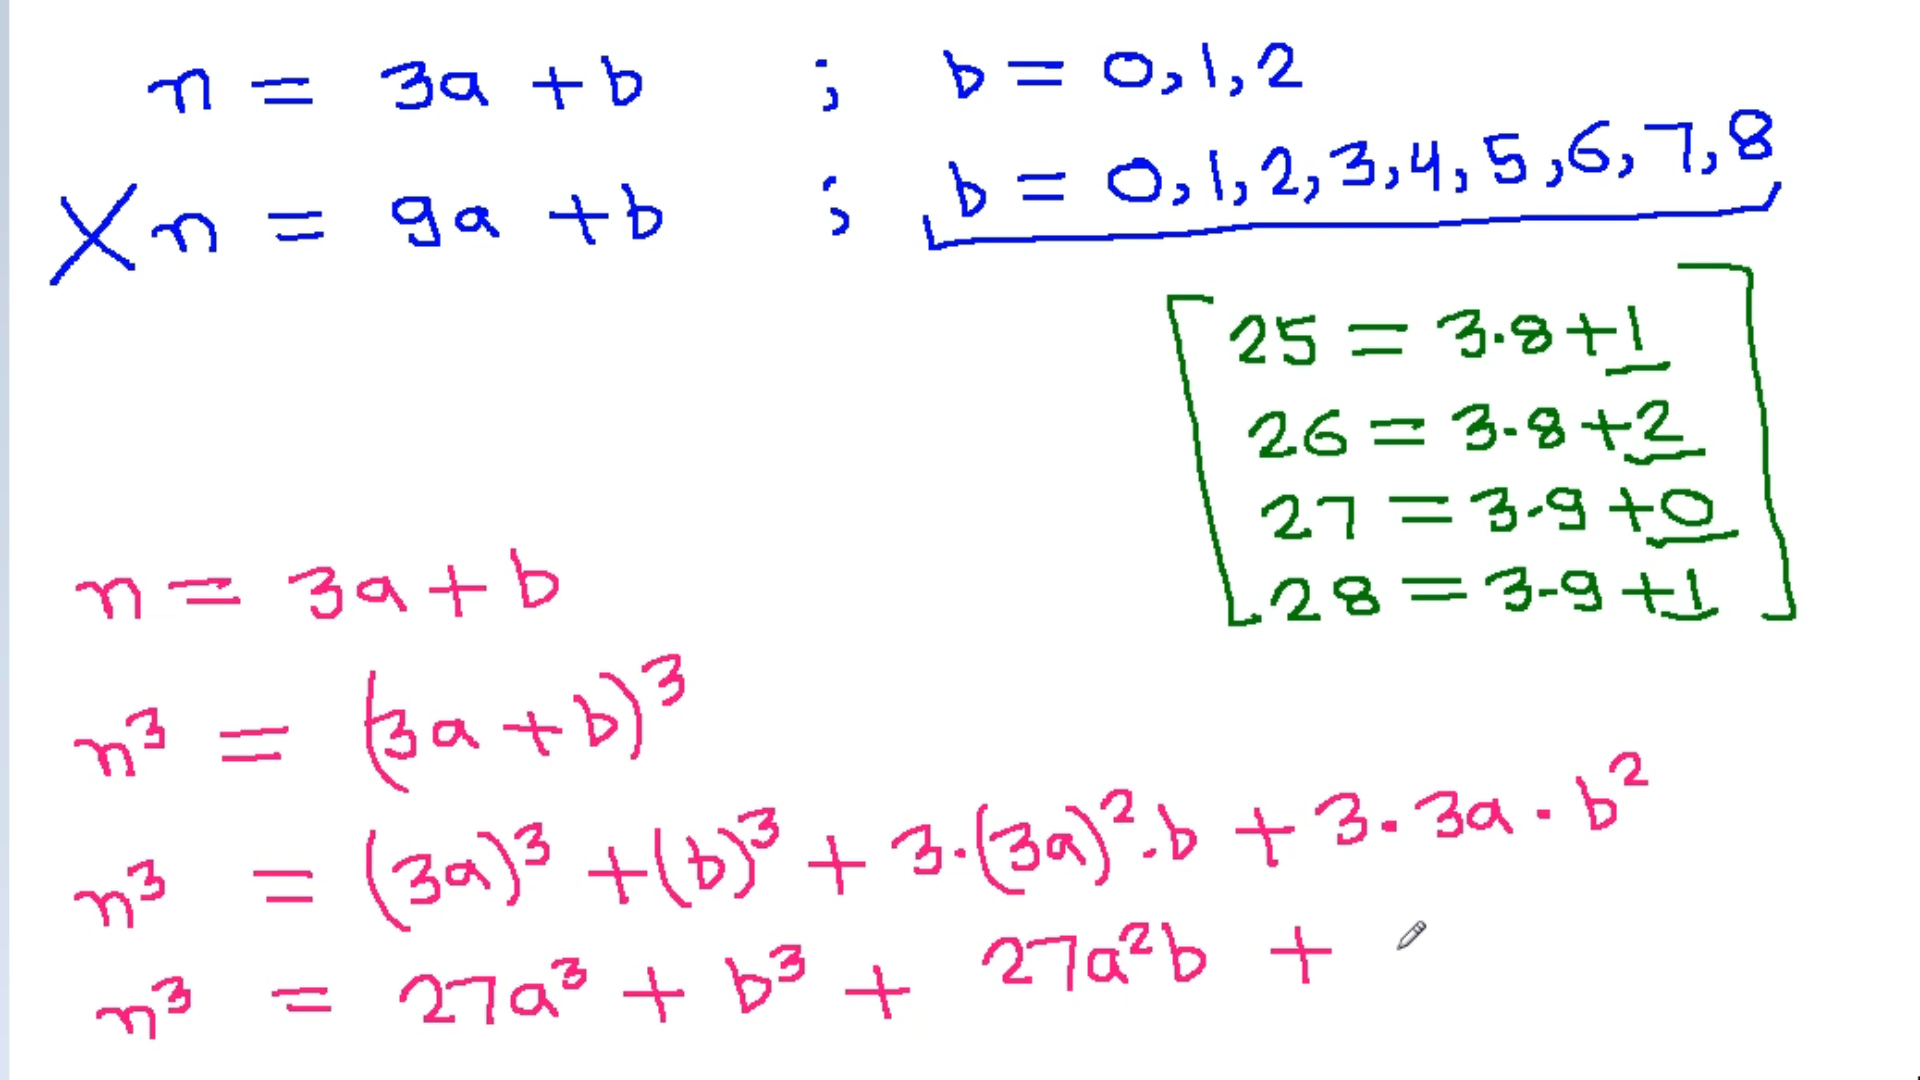 n = 3a + b ; b = 0, 1, 2
X n = 9a + b ; b = 0, 1, 2, 3, 4, 5, 6, 7, 8
25 = 3·8 + 1
26 = 3·8 + 2
27 = 3·9 + 0
28 = 3·9 + 1
n = 3a + b
n³ = (3a + b)³
n³ = (3a)³ + (b)³ + 3·(3a)²·b + 3·3a·b²
n³ = 27a³ + b³ + 27a²b +